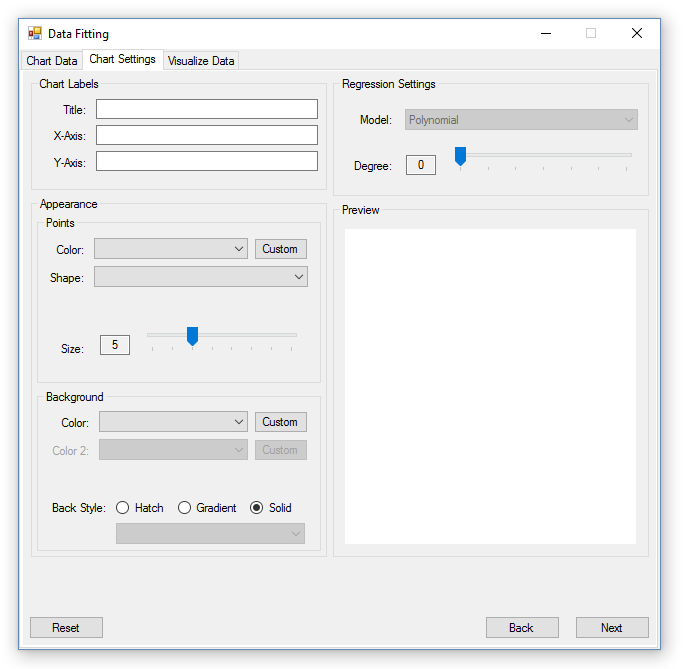 Data Fitting
Chart Data Chart Settings Visualize Data
Chart Labels
Title:
X-Axis:
Y-Axis:
Appearance
Points
Color: Custom
Shape:
Size: 5
Background
Color: Custom
Color 2: Custom
Back Style: Hatch Gradient Solid
Regression Settings
Model: Polynomial
Degree: 0
Preview
Reset Back Next